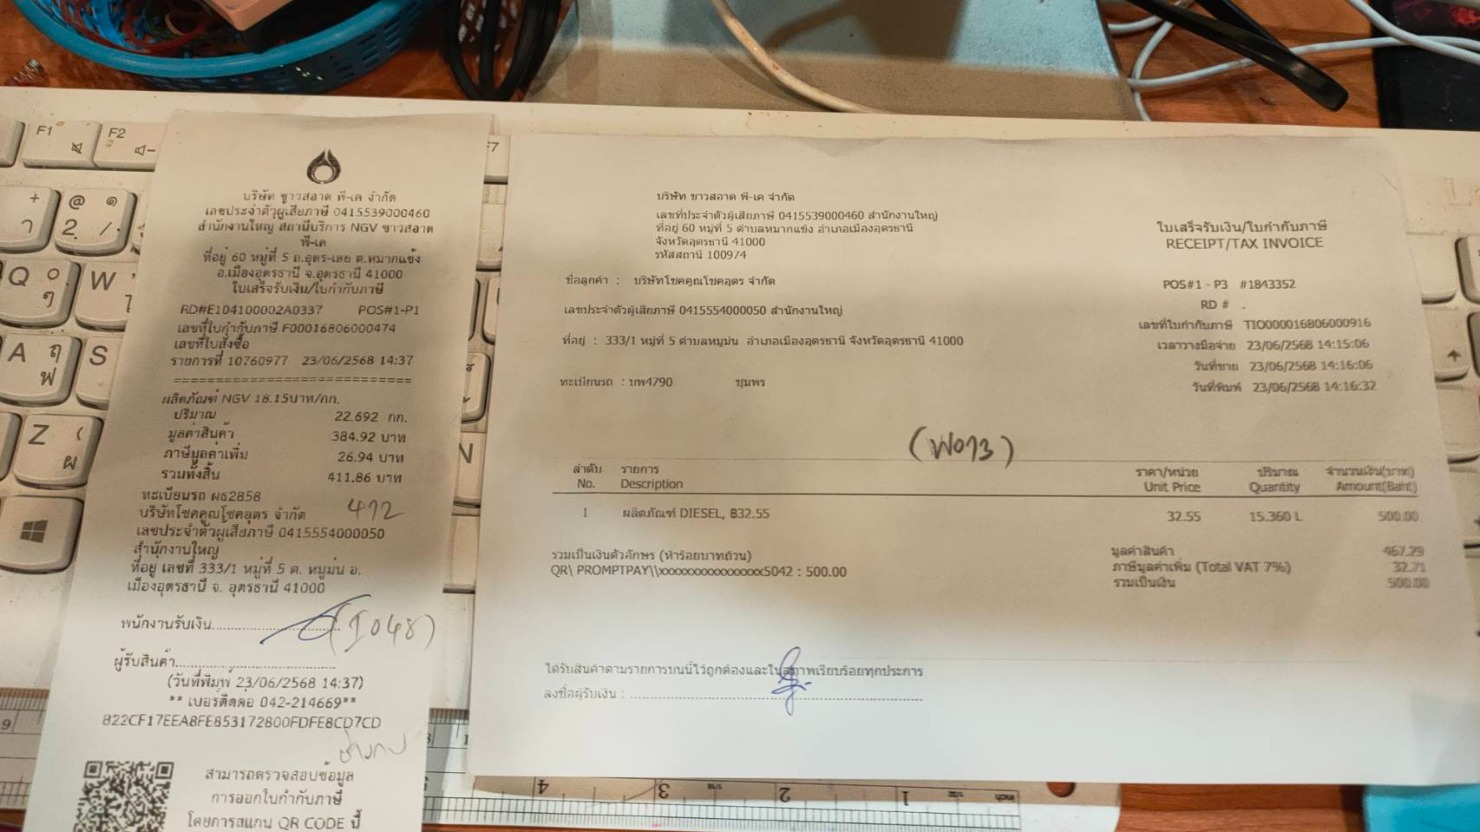 บริษัท ขาวสอาด พี-เค จำกัด
เลขประจำตัวผู้เสียภาษี 0415539000460
สำนักงานใหญ่ สถานีบริการ NGV ขาวสอาด
พี-เค
ที่อยู่ 60 หมู่ที่ 5 ถ.อุดร-เลย ต.หมากแข้ง
อ.เมืองอุดรธานี จ.อุดรธานี 41000
ใบเสร็จรับเงิน/ใบกำกับภาษี
RD#E104100002A0337 POS#1-P1
เลขที่ใบกำกับภาษี F00016806000474
เลขที่ใบสั่งซื้อ
รายการที่ 10760977 23/06/2568 14:37
==============================
ผลิตภัณฑ์ NGV 18.15บาท/กก.
ปริมาณ 22.692 กก.
มูลค่าสินค้า 384.92 บาท
ภาษีมูลค่าเพิ่ม 26.94 บาท
รวมทั้งสิ้น 411.86 บาท
ทะเบียนรถ ผธ2858
บริษัทโชคคูณโชคอุดร จำกัด 472
เลขประจำตัวผู้เสียภาษี 0415554000050
สำนักงานใหญ่
ที่อยู่ เลขที่ 333/1 หมู่ที่ 5 ต. หมูม่น อ.
เมืองอุดรธานี จ. อุดรธานี 41000
พนักงานรับเงิน....................... (I048)
ผู้รับสินค้า.............................
(วันที่พิมพ์ 23/06/2568 14:37)
** เบอร์ติดต่อ 042-214669**
822CF17EEA8FE853172800FDFE8CD7CD
สามารถตรวจสอบข้อมูล
การออกใบกำกับภาษี
โดยการสแกน QR CODE นี้
บริษัท ขาวสอาด พี-เค จำกัด
เลขที่ประจำตัวผู้เสียภาษี 0415539000460 สำนักงานใหญ่
ที่อยู่ 60 หมู่ที่ 5 ตำบลหมากแข้ง อำเภอเมืองอุดรธานี
จังหวัดอุดรธานี 41000
รหัสสถานี 100974
ใบเสร็จรับเงิน/ใบกำกับภาษี
RECEIPT/TAX INVOICE
ชื่อลูกค้า : บริษัทโชคคูณโชคอุดร จำกัด
เลขประจำตัวผู้เสียภาษี 0415554000050 สำนักงานใหญ่
ที่อยู่ : 333/1 หมู่ที่ 5 ตำบลหมูม่น อำเภอเมืองอุดรธานี จังหวัดอุดรธานี 41000
ทะเบียนรถ : บพ4790 ชุมพร
POS#1 - P3 #1843352
RD # .
เลขที่ใบกำกับภาษี TIO000016806000916
เวลาวางมือจ่าย 23/06/2568 14:15:06
วันที่ขาย 23/06/2568 14:16:06
วันที่พิมพ์ 23/06/2568 14:16:32
(W073)
ลำดับ รายการ ราคา/หน่วย ปริมาณ จำนวนเงิน(บาท)
No. Description Unit Price Quantity Amount(Baht)
1 ผลิตภัณฑ์ DIESEL, ฿32.55 32.55 15.360 L 500.00
รวมเป็นเงินตัวอักษร (ห้าร้อยบาทถ้วน)
QR\ PROMPTPAY\\xxxxxxxxxxxxxxxx5042 : 500.00
มูลค่าสินค้า 467.29
ภาษีมูลค่าเพิ่ม (Total VAT 7%) 32.71
รวมเป็นเงิน 500.00
ได้รับสินค้าตามรายการบนนี้ไว้ถูกต้องและในสภาพเรียบร้อยทุกประการ
ลงชื่อผู้รับเงิน : ..................................................